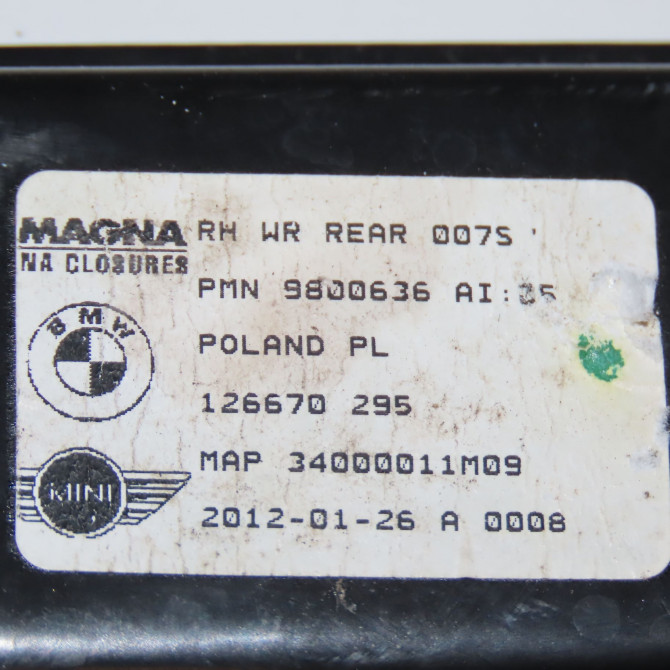 MAGNA
NA CLOSURES
BMW
MINI
RH WR REAR 007S
PMN 9800636 AI:
POLAND PL
126670 295
MAP 34000011M09
2012-01-26 A 0008